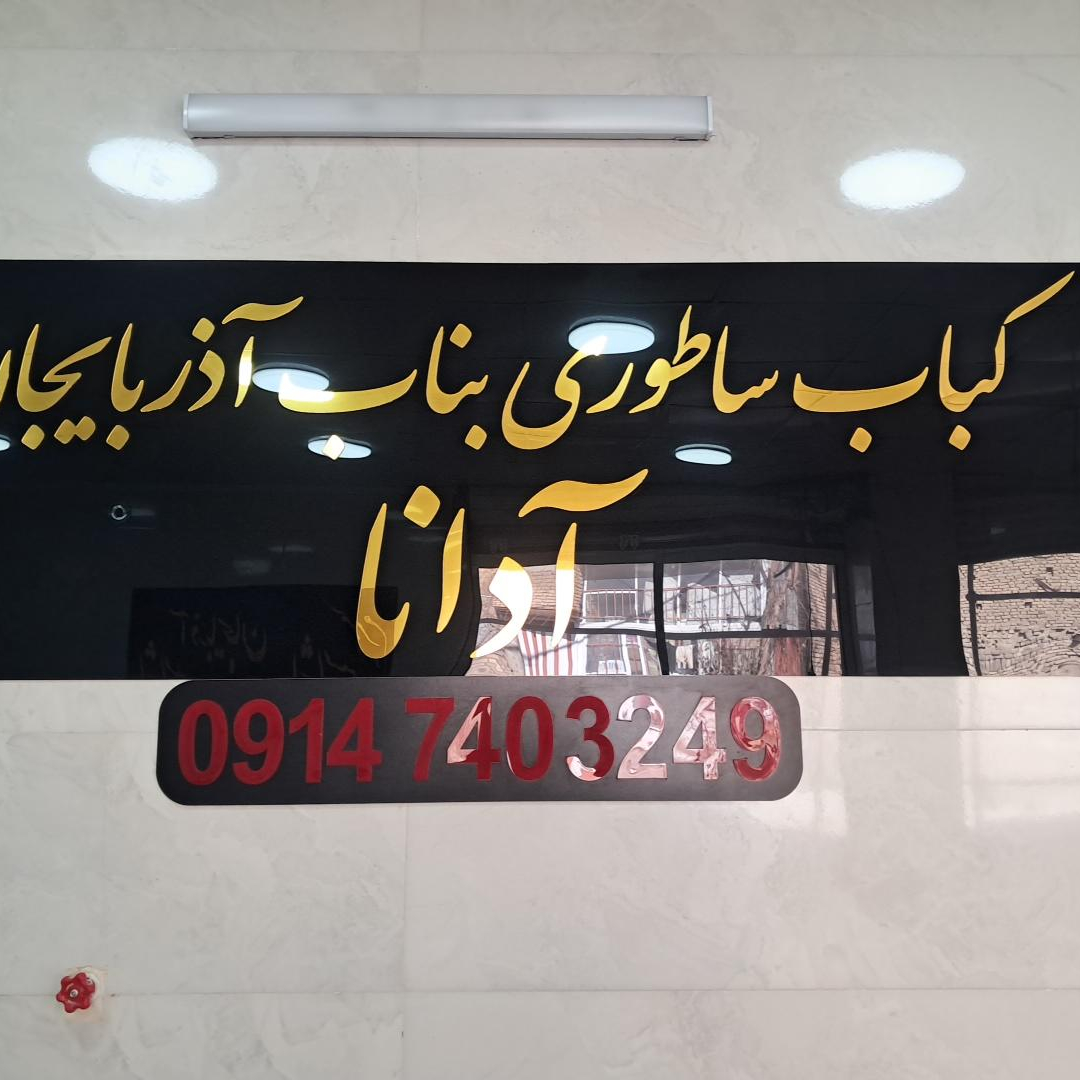 کباب ساطوری بناب آذربایجان
آدانا
0914 7403249